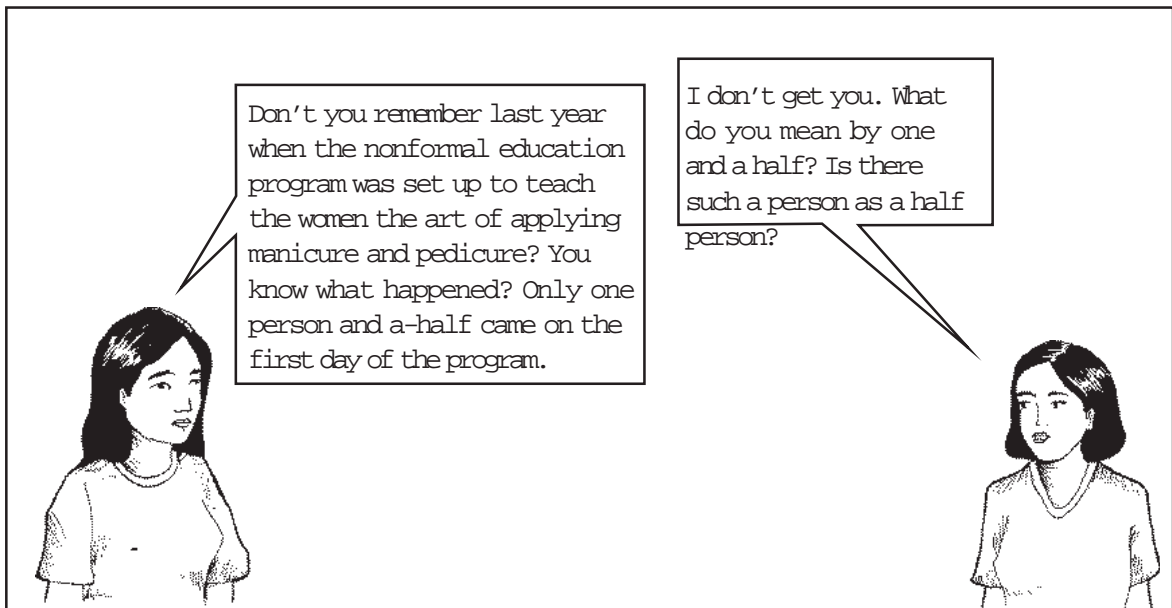 Don't you remember last year
when the nonformal education
program was set up to teach
the women the art of applying
manicure and pedicure? You
know what happened? Only one
person and a-half came on the
first day of the program.
I don't get you. What
do you mean by one
and a half? Is there
such a person as a half
person?